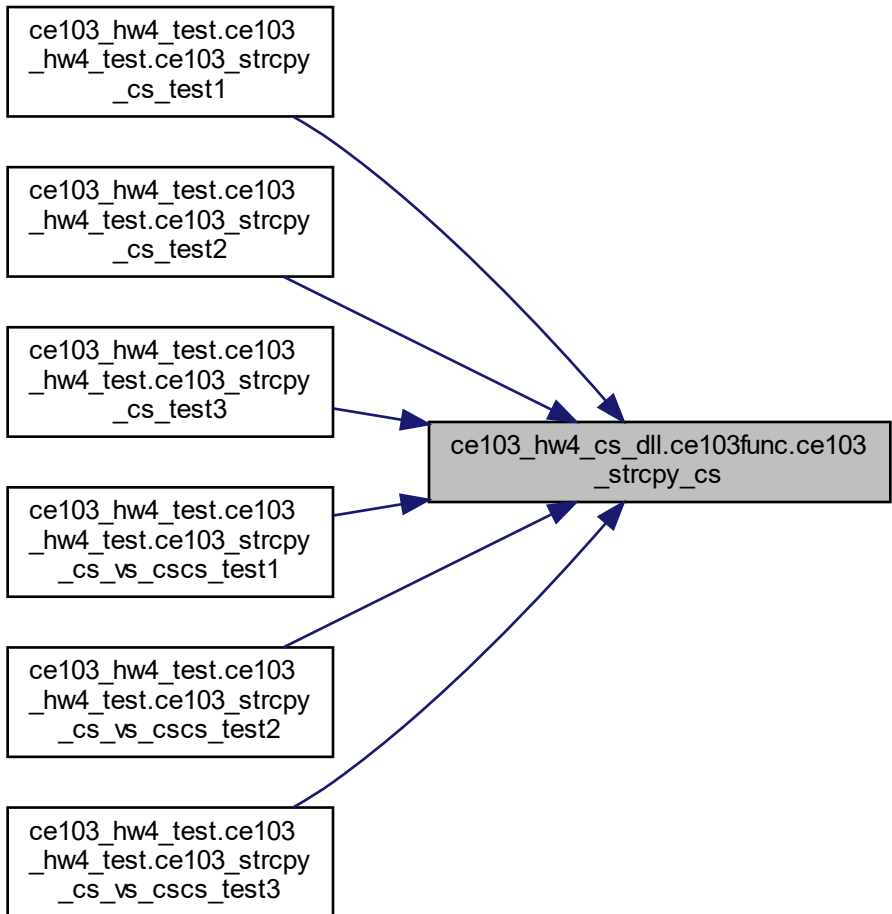 ce103_hw4_test.ce103
_hw4_test.ce103_strcpy
_cs_test1
ce103_hw4_test.ce103
_hw4_test.ce103_strcpy
_cs_test2
ce103_hw4_test.ce103
_hw4_test.ce103_strcpy
_cs_test3
ce103_hw4_cs_dll.ce103func.ce103
_strcpy_cs
ce103_hw4_test.ce103
_hw4_test.ce103_strcpy
_cs_vs_cscs_test1
ce103_hw4_test.ce103
_hw4_test.ce103_strcpy
_cs_vs_cscs_test2
ce103_hw4_test.ce103
_hw4_test.ce103_strcpy
_cs_vs_cscs_test3